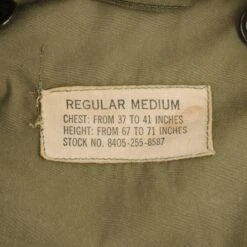 REGULAR MEDIUM
CHEST: FROM 37 TO 41 INCHES
HEIGHT: FROM 67 TO 71 INCHES
STOCK NO. 8405-255-8587